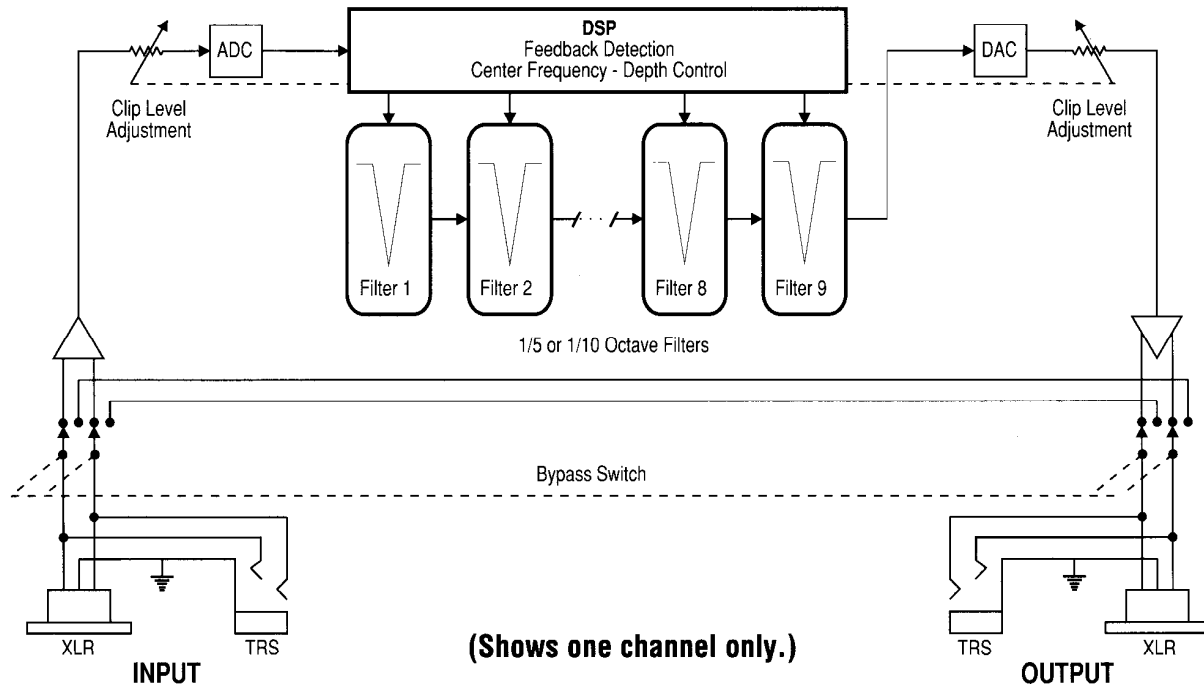 DSP
Feedback Detection
Center Frequency - Depth Control
ADC
DAC
Clip Level
Adjustment
Clip Level
Adjustment
Filter 1
Filter 2
Filter 8
Filter 9
1/5 or 1/10 Octave Filters
Bypass Switch
XLR
TRS
INPUT
(Shows one channel only.)
TRS
XLR
OUTPUT